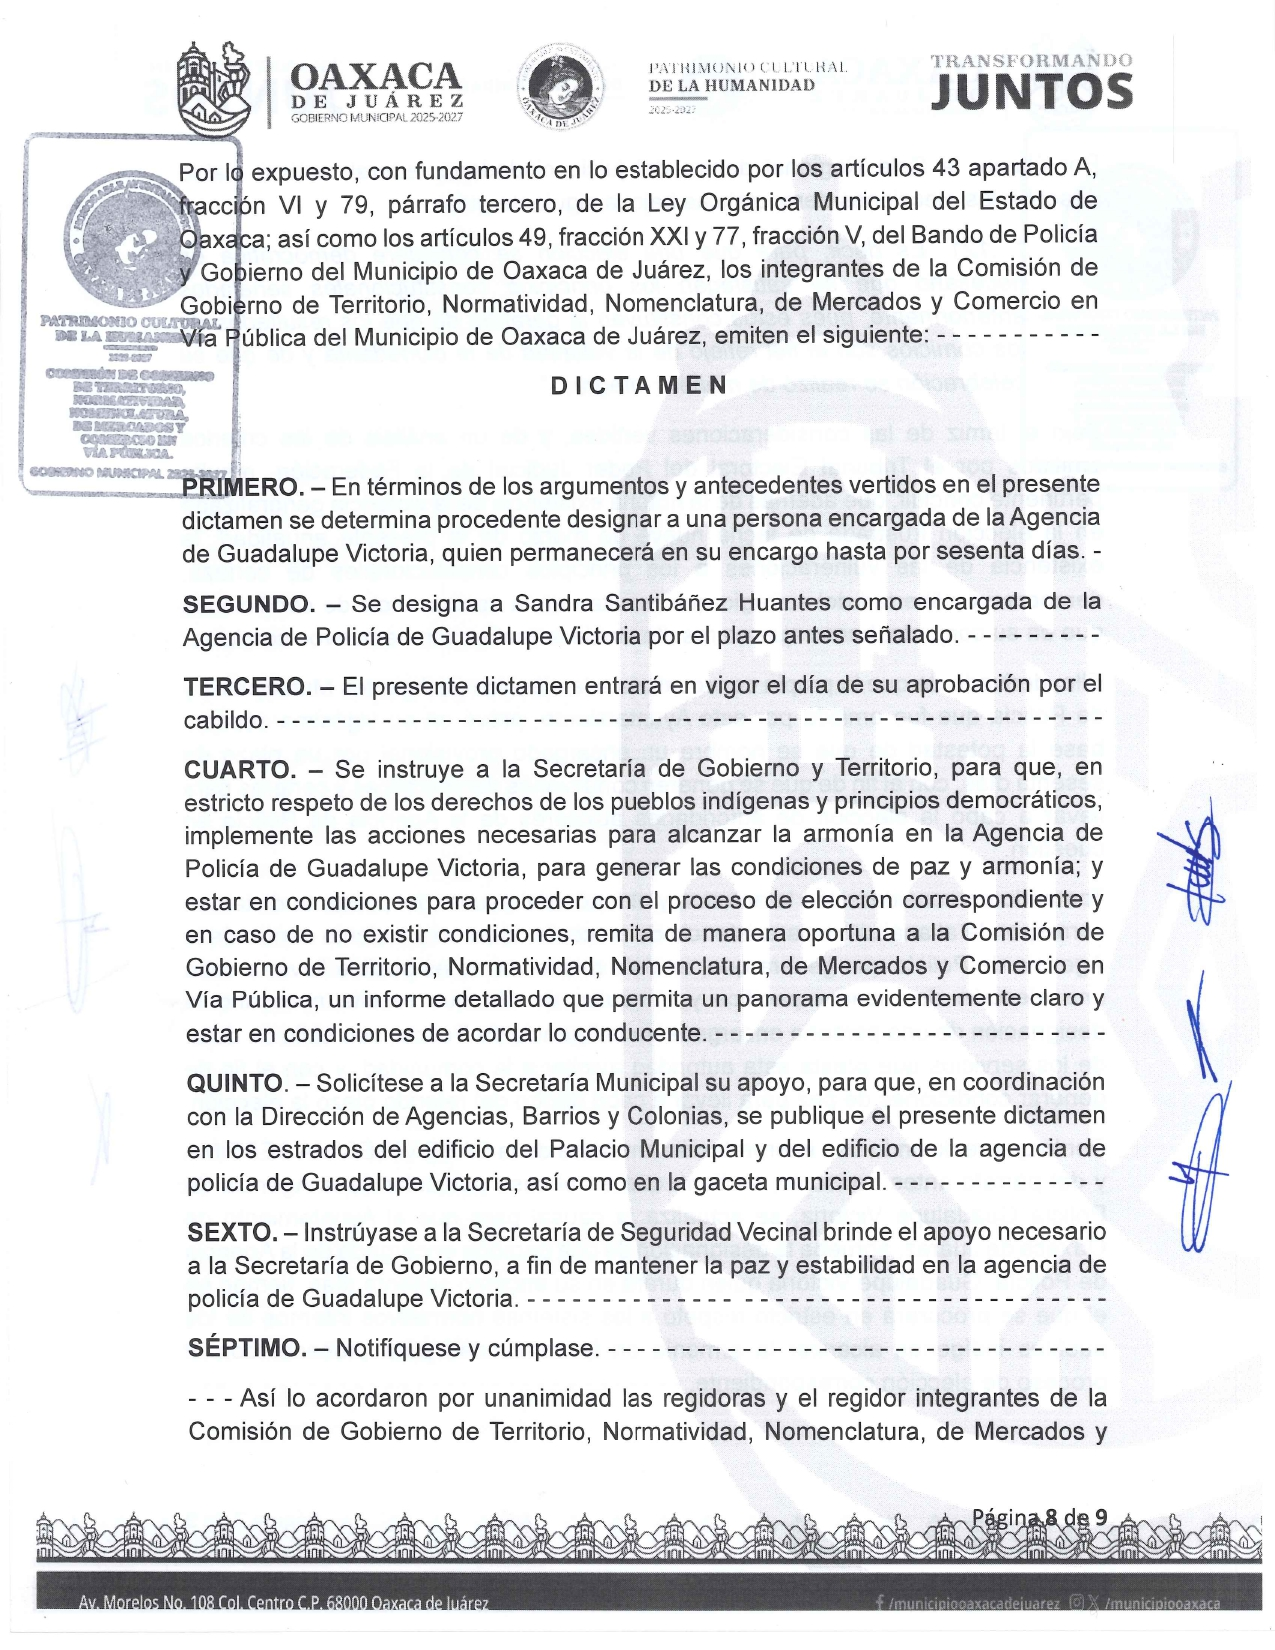 OAXACA
DE JUÁREZ
GOBIERNO MUNICIPAL 2025-2027
OAXACA DE JUÁREZ
PATRIMONIO CULTURAL
DE LA HUMANIDAD
2025-2027
TRANSFORMANDO
JUNTOS
Por lo expuesto, con fundamento en lo establecido por los artículos 43 apartado A,
fracción VI y 79, párrafo tercero, de la Ley Orgánica Municipal del Estado de
Oaxaca; así como los artículos 49, fracción XXI y 77, fracción V, del Bando de Policía
y Gobierno del Municipio de Oaxaca de Juárez, los integrantes de la Comisión de
Gobierno de Territorio, Normatividad, Nomenclatura, de Mercados y Comercio en
Vía Pública del Municipio de Oaxaca de Juárez, emiten el siguiente: - - - - - - - - - - -
PATRIMONIO CULTURAL
DE LA HUMANIDAD
2025-2027
COMISIÓN DE GOBIERNO
DE TERRITORIO,
NORMATIVIDAD,
NOMENCLATURA,
DE MERCADOS Y
COMERCIO EN
VÍA PÚBLICA.
GOBIERNO MUNICIPAL 2025-2027
D I C T A M E N
PRIMERO. – En términos de los argumentos y antecedentes vertidos en el presente
dictamen se determina procedente designar a una persona encargada de la Agencia
de Guadalupe Victoria, quien permanecerá en su encargo hasta por sesenta días. -
SEGUNDO. – Se designa a Sandra Santibáñez Huantes como encargada de la
Agencia de Policía de Guadalupe Victoria por el plazo antes señalado. - - - - - - - - -
TERCERO. – El presente dictamen entrará en vigor el día de su aprobación por el
cabildo. - - - - - - - - - - - - - - - - - - - - - - - - - - - - - - - - - - - - - - - - - - - - - - - - - - - - - -
CUARTO. – Se instruye a la Secretaría de Gobierno y Territorio, para que, en
estricto respeto de los derechos de los pueblos indígenas y principios democráticos,
implemente las acciones necesarias para alcanzar la armonía en la Agencia de
Policía de Guadalupe Victoria, para generar las condiciones de paz y armonía; y
estar en condiciones para proceder con el proceso de elección correspondiente y
en caso de no existir condiciones, remita de manera oportuna a la Comisión de
Gobierno de Territorio, Normatividad, Nomenclatura, de Mercados y Comercio en
Vía Pública, un informe detallado que permita un panorama evidentemente claro y
estar en condiciones de acordar lo conducente. - - - - - - - - - - - - - - - - - - - - - - - - - -
QUINTO. – Solicítese a la Secretaría Municipal su apoyo, para que, en coordinación
con la Dirección de Agencias, Barrios y Colonias, se publique el presente dictamen
en los estrados del edificio del Palacio Municipal y del edificio de la agencia de
policía de Guadalupe Victoria, así como en la gaceta municipal. - - - - - - - - - - - - - -
SEXTO. – Instrúyase a la Secretaría de Seguridad Vecinal brinde el apoyo necesario
a la Secretaría de Gobierno, a fin de mantener la paz y estabilidad en la agencia de
policía de Guadalupe Victoria. - - - - - - - - - - - - - - - - - - - - - - - - - - - - - - - - - - - - - -
SÉPTIMO. – Notifíquese y cúmplase. - - - - - - - - - - - - - - - - - - - - - - - - - - - - - - - - -
- - - Así lo acordaron por unanimidad las regidoras y el regidor integrantes de la
Comisión de Gobierno de Territorio, Normatividad, Nomenclatura, de Mercados y
Página 8 de 9
Av. Morelos No. 108 Col. Centro C.P. 68000 Oaxaca de Juárez
/municipiooaxacadejuarez
/municipiooaxaca